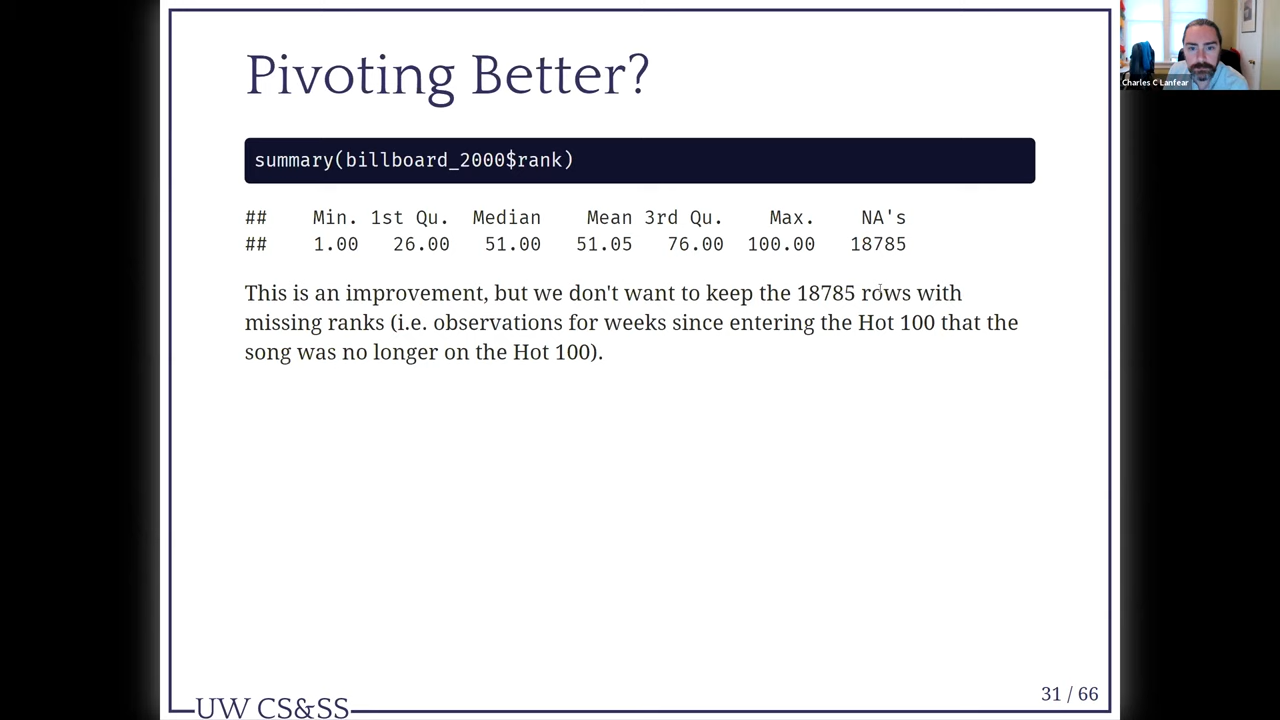 Pivoting Better?
Charles C Lanfear
summary(billboard_2000$rank)
##    Min. 1st Qu.  Median    Mean 3rd Qu.    Max.    NA's
##    1.00   26.00   51.00   51.05   76.00  100.00   18785
This is an improvement, but we don't want to keep the 18785 rows with
missing ranks (i.e. observations for weeks since entering the Hot 100 that the
song was no longer on the Hot 100).
31 / 66
UW CS&SS